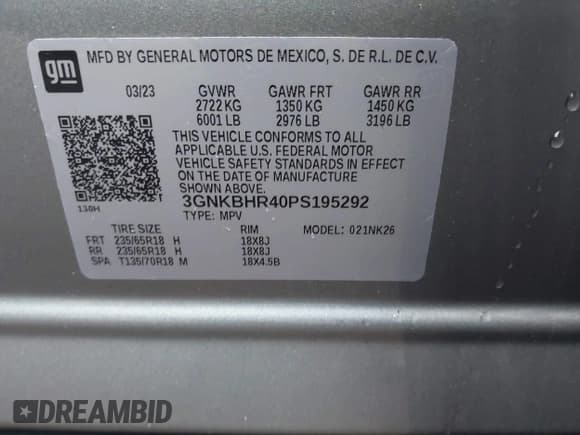 gm
MFD BY GENERAL MOTORS DE MEXICO, S. DE R.L. DE C.V.
03/23 GVWR GAWR FRT GAWR RR
2722 KG 1350 KG 1450 KG
6001 LB 2976 LB 3196 LB
THIS VEHICLE CONFORMS TO ALL
APPLICABLE U.S. FEDERAL MOTOR
VEHICLE SAFETY STANDARDS IN EFFECT
ON THE DATE OF MANUFACTURE
SHOWN ABOVE.
3GNKBHR40PS195292
138H
TYPE: MPV
TIRE SIZE RIM MODEL: 021NK26
FRT 235/65R18 H 18X8J
RR 235/65R18 H 18X8J
SPA T135/70R18 M 18X4.5B
DREAMBID